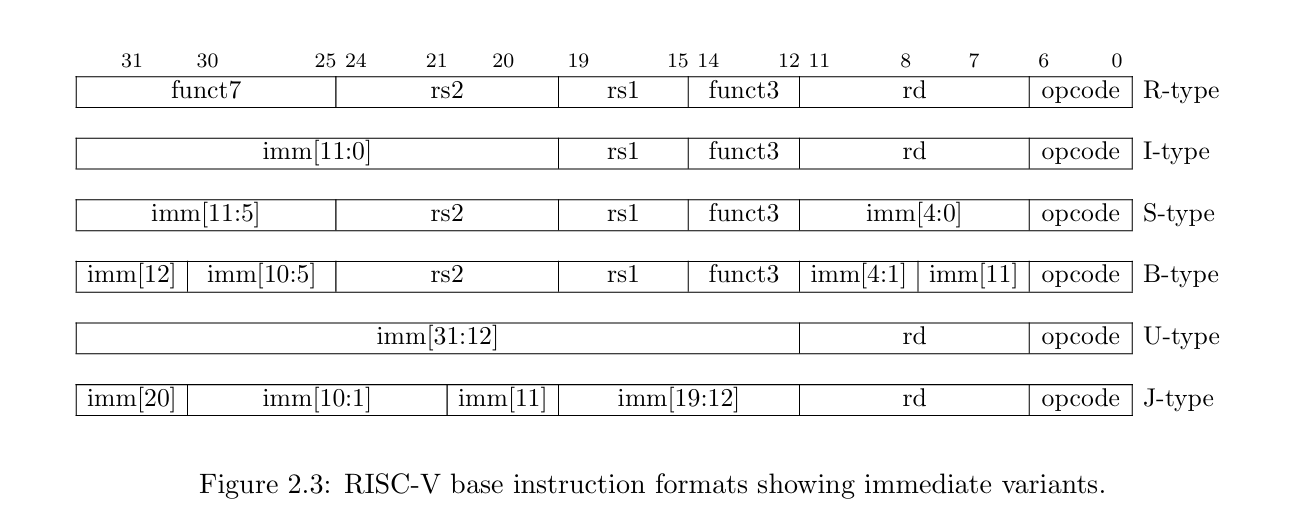 31 30 25 24 21 20 19 15 14 12 11 8 7 6 0
funct7 rs2 rs1 funct3 rd opcode R-type
imm[11:0] rs1 funct3 rd opcode I-type
imm[11:5] rs2 rs1 funct3 imm[4:0] opcode S-type
imm[12] imm[10:5] rs2 rs1 funct3 imm[4:1] imm[11] opcode B-type
imm[31:12] rd opcode U-type
imm[20] imm[10:1] imm[11] imm[19:12] rd opcode J-type
Figure 2.3: RISC-V base instruction formats showing immediate variants.